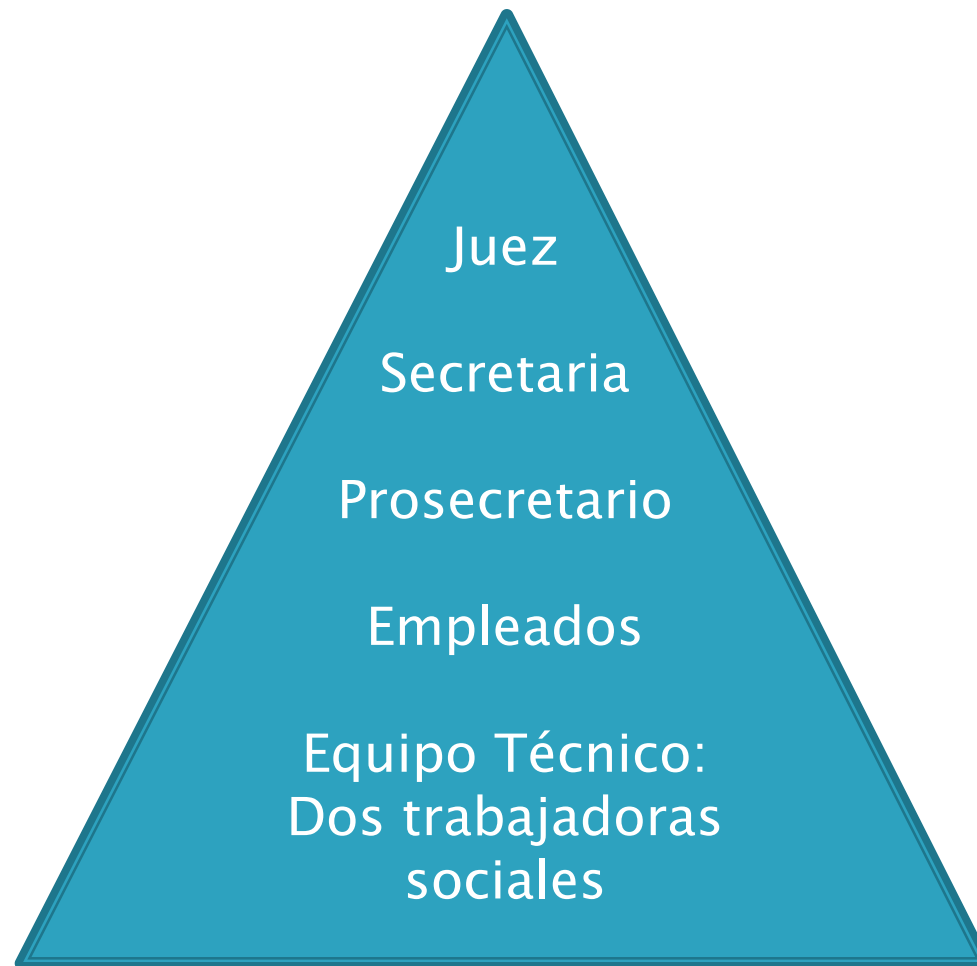 Juez
Secretaria
Prosecretario
Empleados
Equipo Técnico:
Dos trabajadoras
sociales